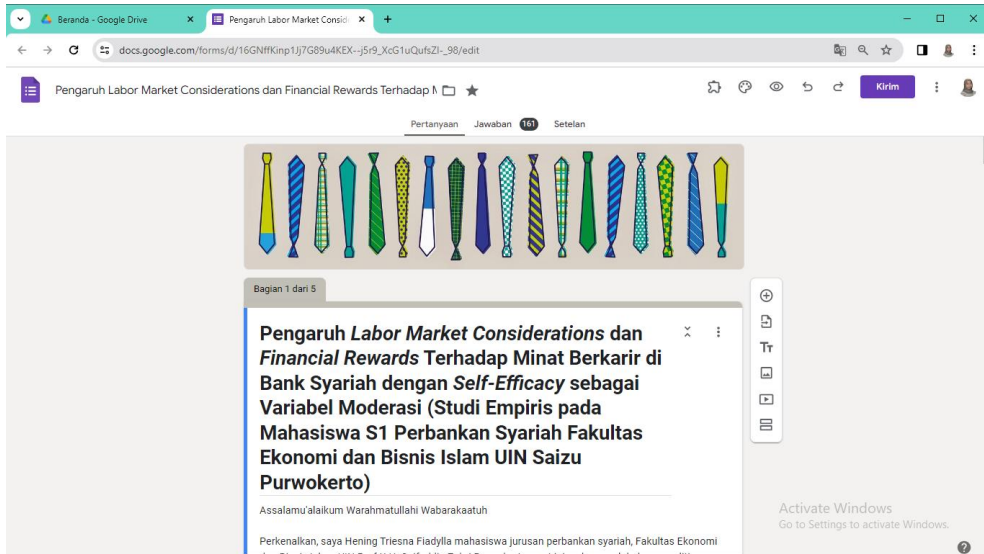 Beranda - Google Drive
Pengaruh Labor Market Consid
docs.google.com/forms/d/16GNffKinp1Jj7G89u4KEX--j5r9_XcG1uQufsZI-_98/edit
Pengaruh Labor Market Considerations dan Financial Rewards Terhadap M
Kirim
Pertanyaan Jawaban 161 Setelan
Bagian 1 dari 5
Pengaruh Labor Market Considerations dan
Financial Rewards Terhadap Minat Berkarir di
Bank Syariah dengan Self-Efficacy sebagai
Variabel Moderasi (Studi Empiris pada
Mahasiswa S1 Perbankan Syariah Fakultas
Ekonomi dan Bisnis Islam UIN Saizu
Purwokerto)
Tт
Assalamu'alaikum Warahmatullahi Wabarakaatuh
Perkenalkan, saya Hening Triesna Fiadylla mahasiswa jurusan perbankan syariah, Fakultas Ekonomi
Activate Windows
Go to Settings to activate Windows.